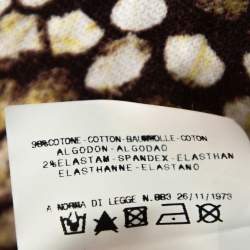 98%COTONE-COTTON-BAUMWOLLE-COTON
ALGODON-ALGODAO
2%ELASTAM-SPANDEX-ELASTHAN
ELASTHANNE-ELASTANO
A NORMA DI LEGGE N.883 26/11/1973